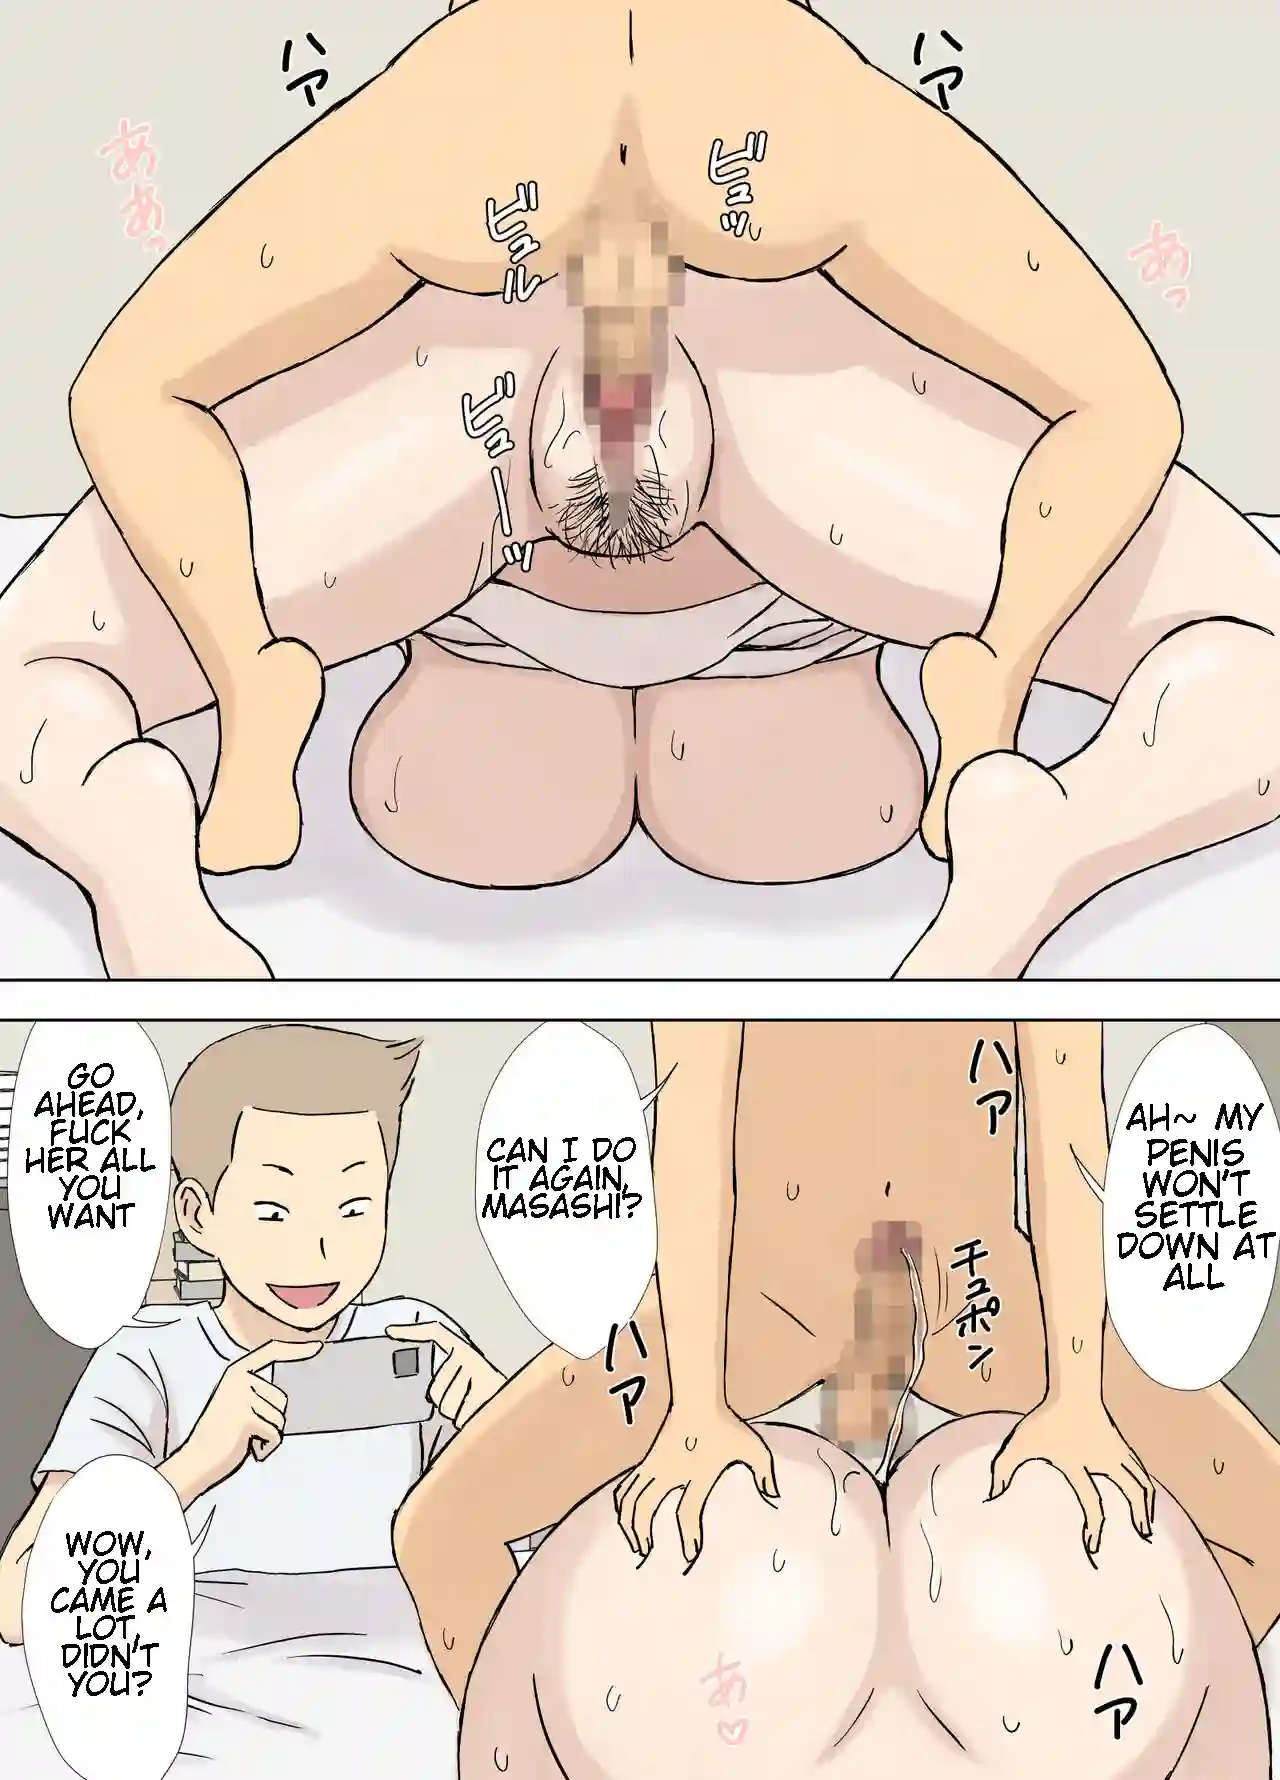 ハァ
ハァ
ああ
あっ
あっ
ビュッ
ビュル
ビューーッ
AH~ MY
PENIS
WON'T
SETTLE
DOWN AT
ALL
ハァ
チュポン
CAN I DO
IT AGAIN,
MASASHI?
ハァ
GO
AHEAD,
FUCK
HER ALL
YOU
WANT
WOW,
YOU
CAME A
LOT,
DIDN'T
YOU?
ハァ
あ♡